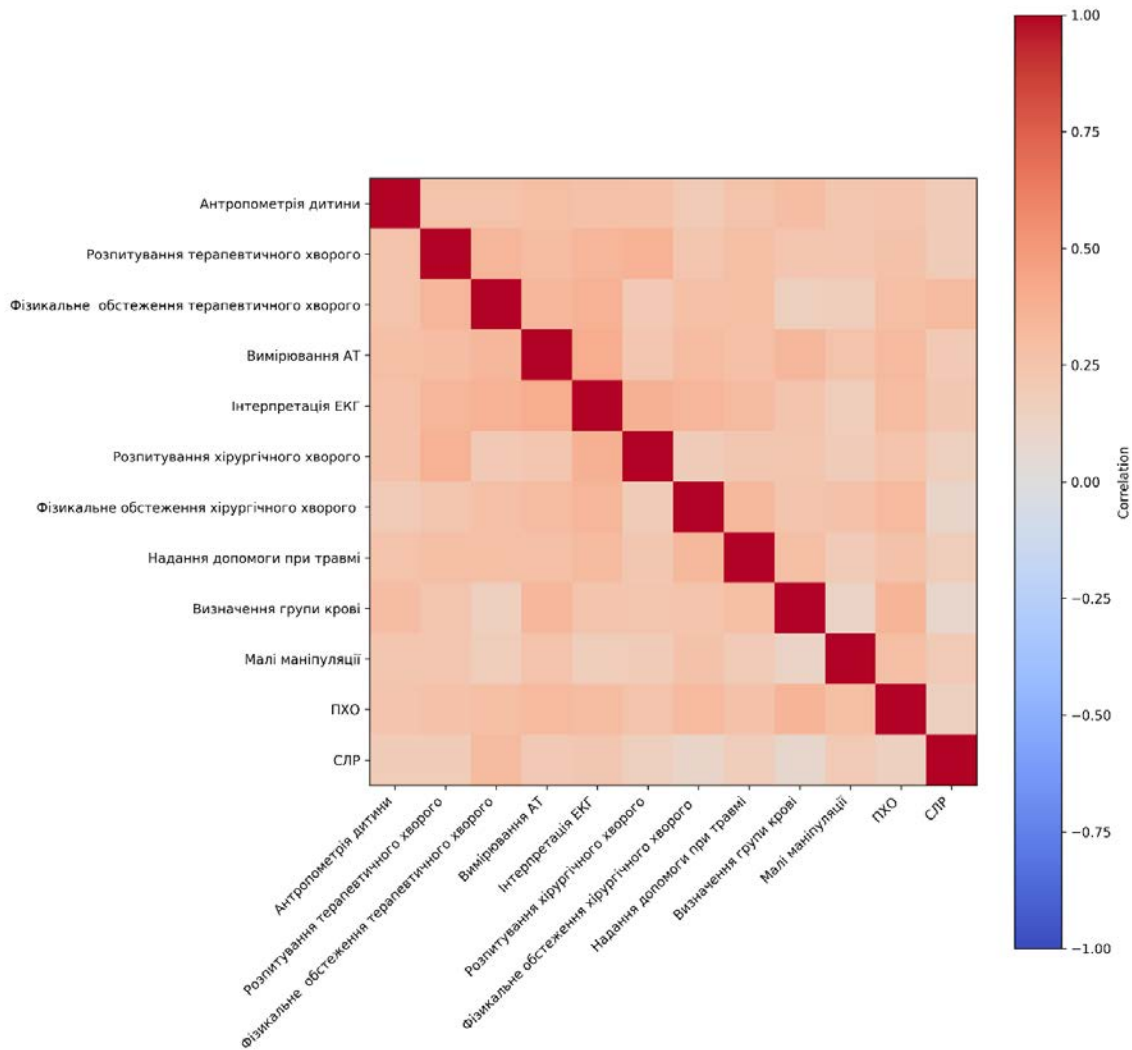 1.00
0.75
0.50
0.25
0.00
−0.25
−0.50
−0.75
−1.00
Correlation
Антропометрія дитини
Розпитування терапевтичного хворого
Фізикальне  обстеження терапевтичного хворого
Вимірювання АТ
Інтерпретація ЕКГ
Розпитування хірургічного хворого
Фізикальне обстеження хірургічного хворого
Надання допомоги при травмі
Визначення групи крові
Малі маніпуляції
ПХО
СЛР
Антропометрія дитини
Розпитування терапевтичного хворого
Фізикальне  обстеження терапевтичного хворого
Вимірювання АТ
Інтерпретація ЕКГ
Розпитування хірургічного хворого
Фізикальне обстеження хірургічного хворого
Надання допомоги при травмі
Визначення групи крові
Малі маніпуляції
ПХО
СЛР